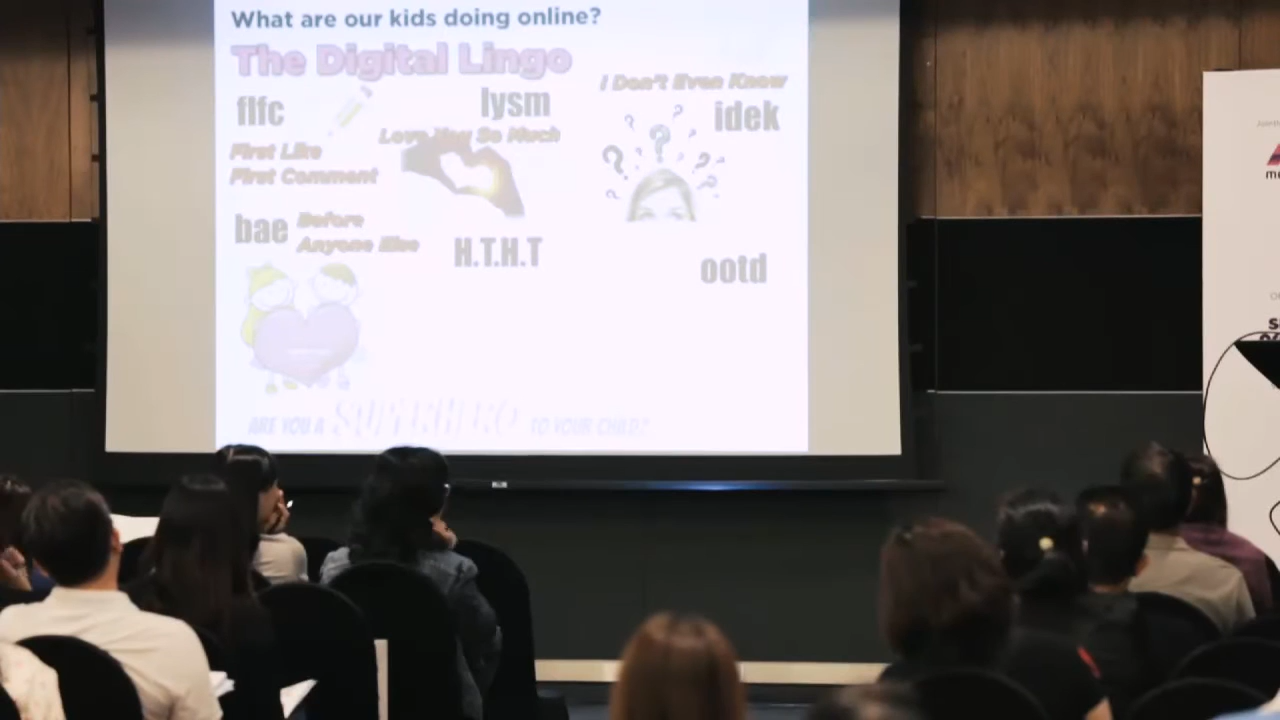 What are our kids doing online?
The Digital Lingo
flfc
First Like
First Comment
lysm
Love You So Much
I Don't Even Know
idek
bae
Before
Anyone Else
H.T.H.T
ootd
ARE YOU A SUPERHERO TO YOUR CHILD?